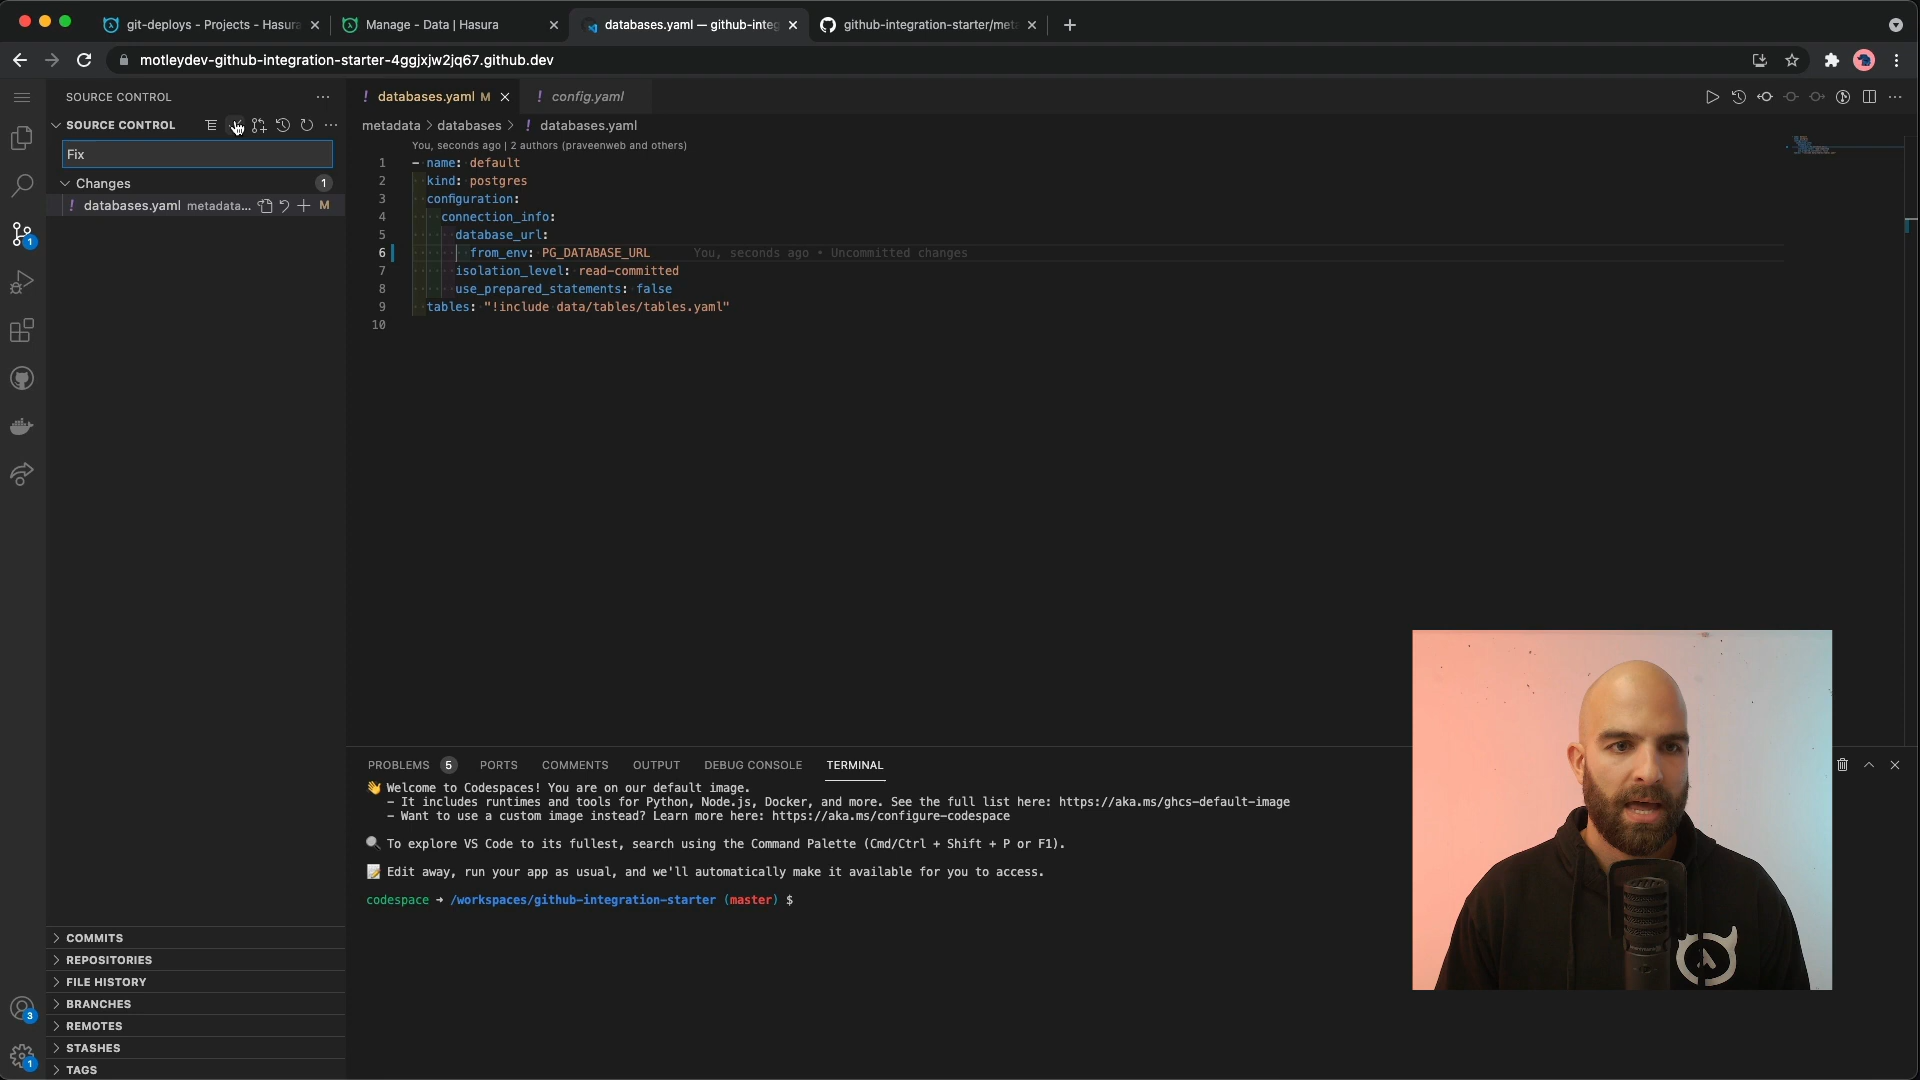 git-deploys - Projects - Hasura
Manage - Data | Hasura
databases.yaml — github-integ
github-integration-starter/meta
motleydev-github-integration-starter-4ggjxjw2jq67.github.dev
SOURCE CONTROL
databases.yaml M
config.yaml
SOURCE CONTROL
metadata > databases > ! databases.yaml
Fix
You, seconds ago | 2 authors (praveenweb and others)
1 - name: default
2 kind: postgres
3 configuration:
4 connection_info:
5 database_url:
6 from_env: PG_DATABASE_URL You, seconds ago • Uncommitted changes
7 isolation_level: read-committed
8 use_prepared_statements: false
9 tables: "!include data/tables/tables.yaml"
10
Changes 1
! databases.yaml metadata... M
1
PROBLEMS 5 PORTS COMMENTS OUTPUT DEBUG CONSOLE TERMINAL
👋 Welcome to Codespaces! You are on our default image.
- It includes runtimes and tools for Python, Node.js, Docker, and more. See the full list here: https://aka.ms/ghcs-default-image
- Want to use a custom image instead? Learn more here: https://aka.ms/configure-codespace
🔍 To explore VS Code to its fullest, search using the Command Palette (Cmd/Ctrl + Shift + P or F1).
📝 Edit away, run your app as usual, and we'll automatically make it available for you to access.
codespace → /workspaces/github-integration-starter (master) $
COMMITS
REPOSITORIES
FILE HISTORY
BRANCHES
REMOTES
STASHES
TAGS
3
1